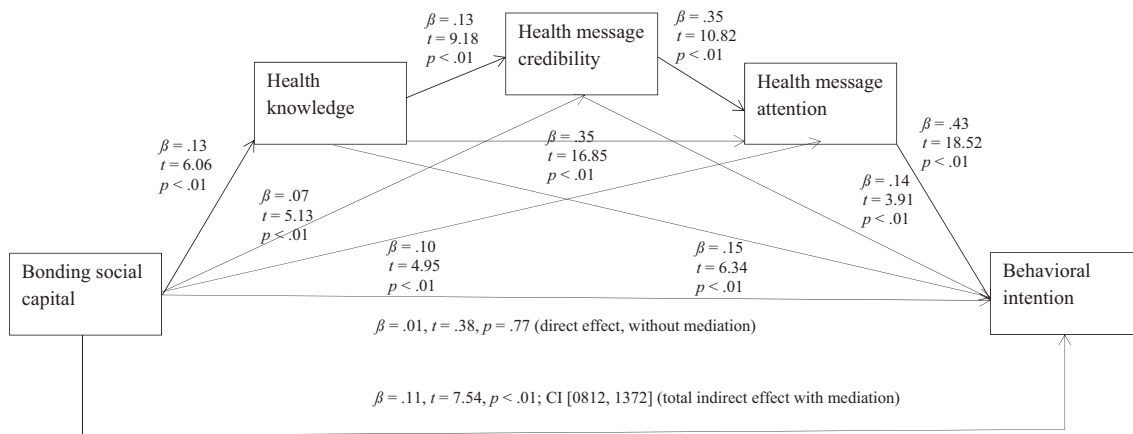 β = .13
t = 9.18
p < .01
Health message
credibility
β = .35
t = 10.82
p < .01
Health
knowledge
Health message
attention
β = .13
t = 6.06
p < .01
β = .35
t = 16.85
p < .01
β = .43
t = 18.52
p < .01
β = .07
t = 5.13
p < .01
β = .14
t = 3.91
p < .01
β = .10
t = 4.95
p < .01
β = .15
t = 6.34
p < .01
Bonding social
capital
Behavioral
intention
β = .01, t = .38, p = .77 (direct effect, without mediation)
β = .11, t = 7.54, p < .01; CI [0812, 1372] (total indirect effect with mediation)